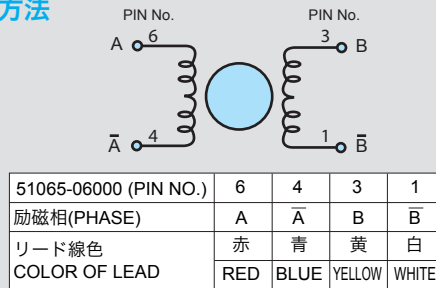 方法
PIN No. PIN No.
A 6 3 B
A̅ 4 1 B̅
51065-06000 (PIN NO.) 6 4 3 1
励磁相(PHASE) A A̅ B B̅
リード線色 赤 青 黄 白
COLOR OF LEAD RED BLUE YELLOW WHITE